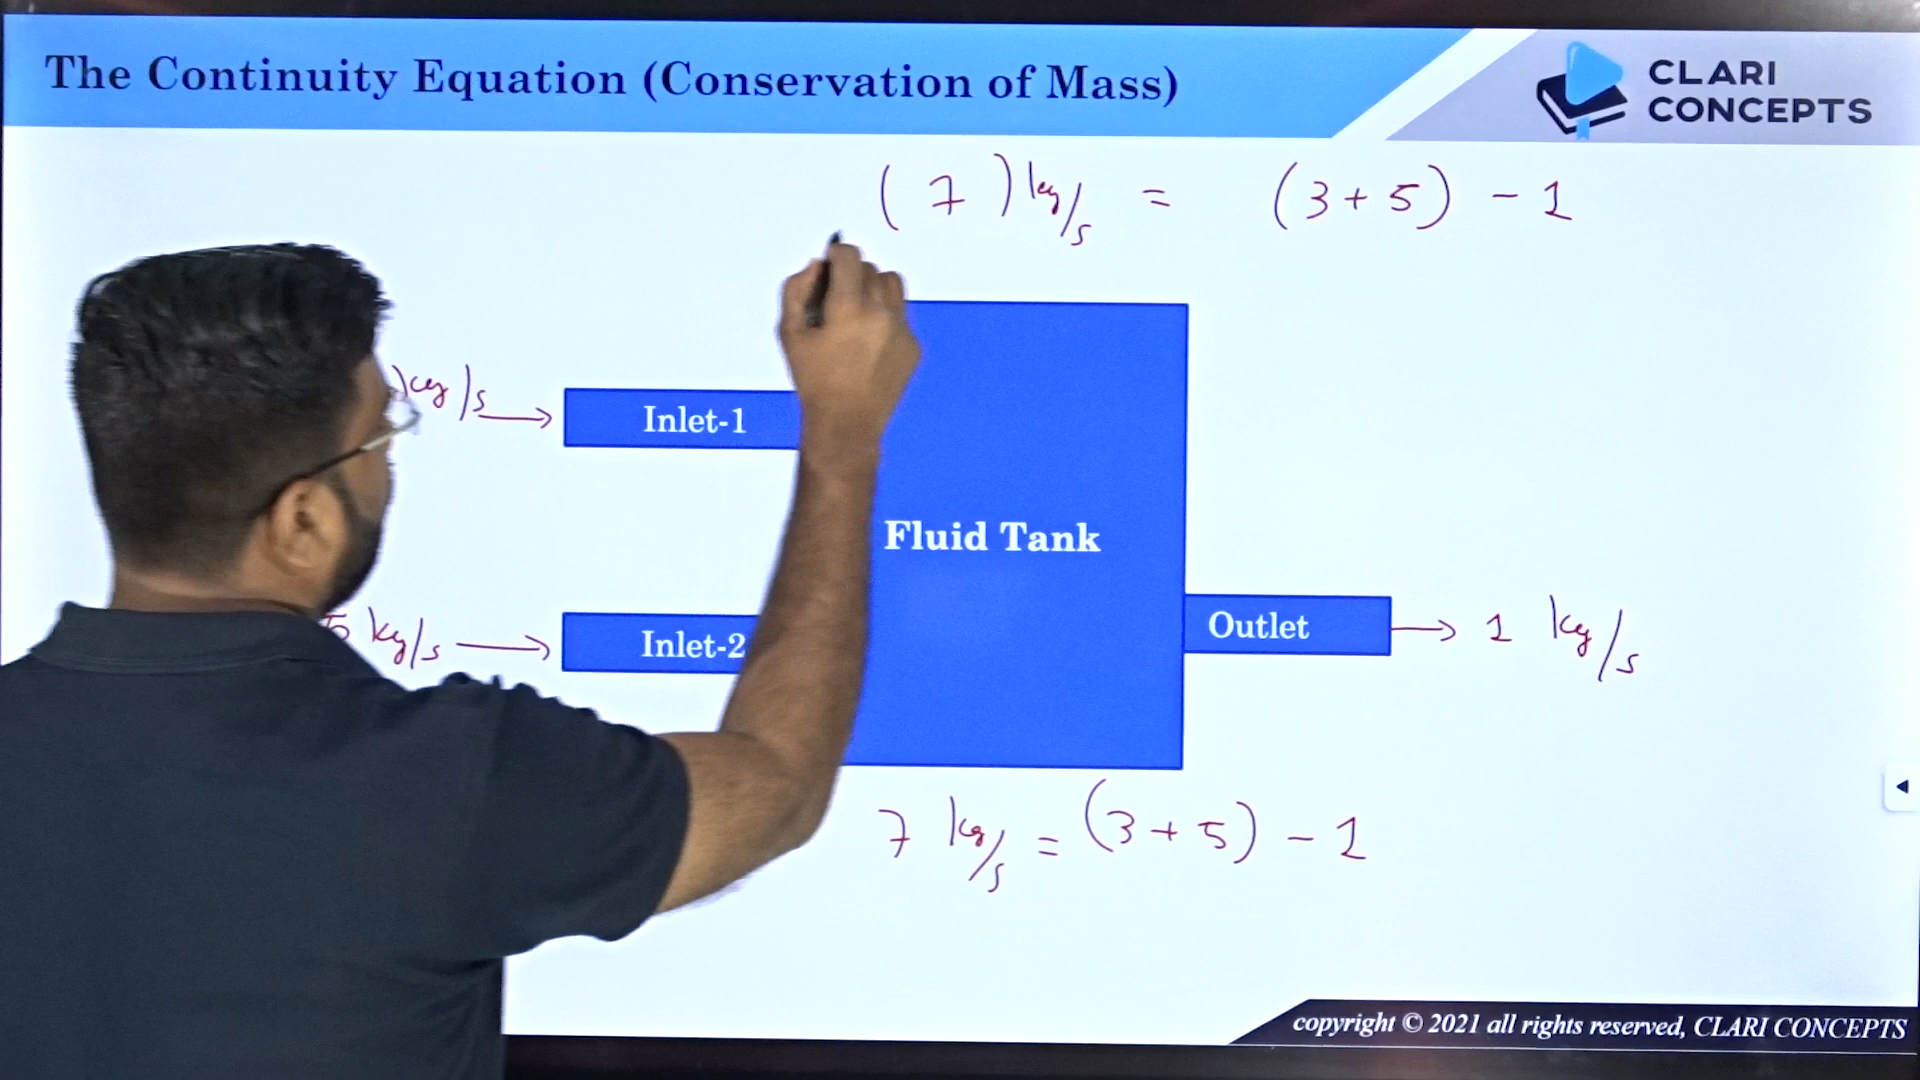 The Continuity Equation (Conservation of Mass)
CLARI
CONCEPTS
(7) kg/s = (3+5) - 1
kg/s →
Inlet-1
Fluid Tank
5 kg/s →
Inlet-2
Outlet
→ 1 kg/s
7 kg/s = (3+5) - 1
copyright © 2021 all rights reserved, CLARI CONCEPTS